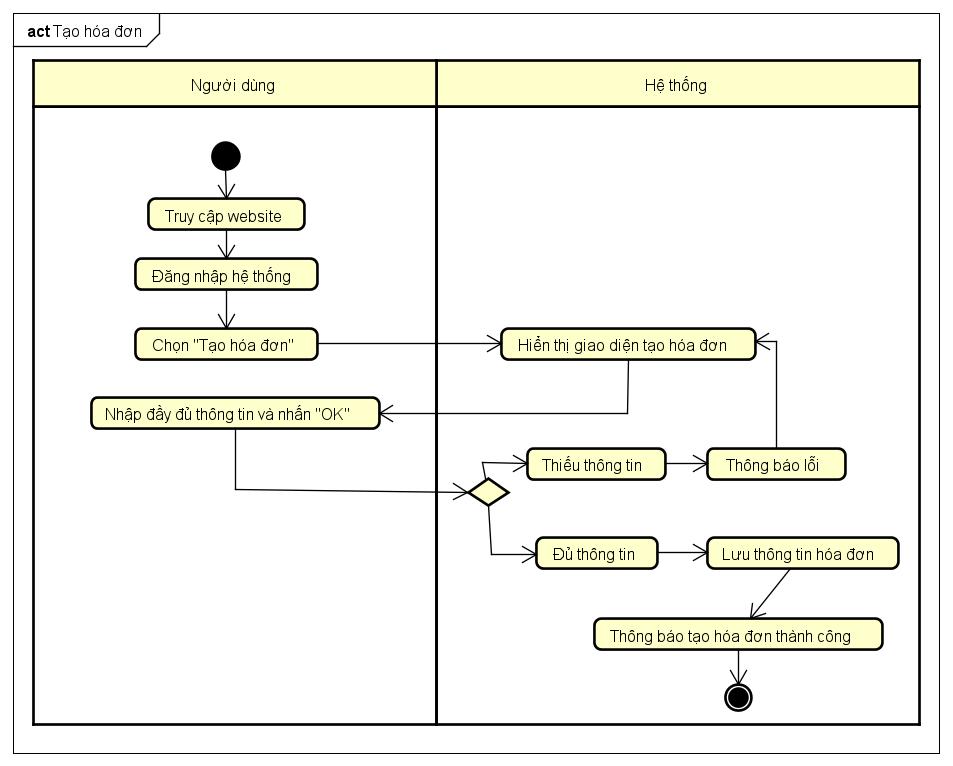 act Tạo hóa đơn
Người dùng
Hệ thống
Truy cập website
Đăng nhập hệ thống
Chọn "Tạo hóa đơn"
Hiển thị giao diện tạo hóa đơn
Nhập đầy đủ thông tin và nhấn "OK"
Thiếu thông tin
Thông báo lỗi
Đủ thông tin
Lưu thông tin hóa đơn
Thông báo tạo hóa đơn thành công